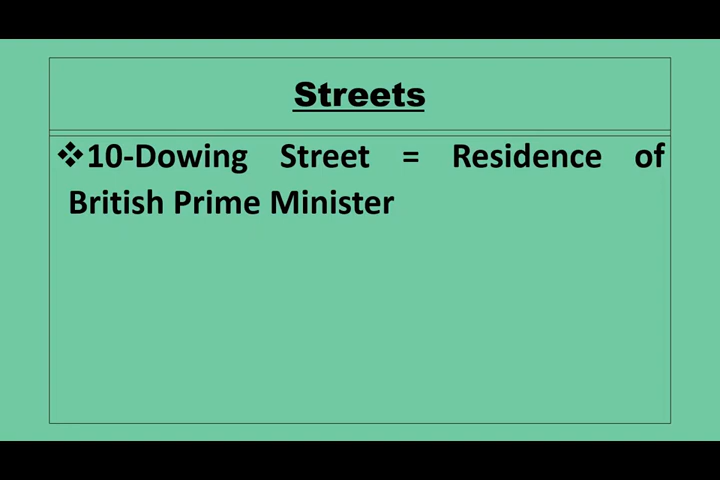 Streets
❖10-Dowing Street = Residence of
British Prime Minister